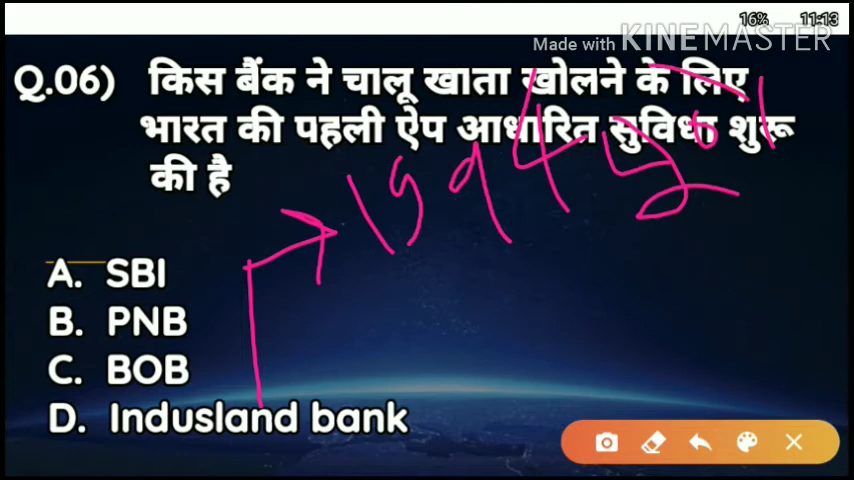 16% 11:13
Made with KINEMASTER
Q.06) किस बैंक ने चालू खाता खोलने के लिए
भारत की पहली ऐप आधारित सुविधा शुरू
की है
A. SBI
B. PNB
C. BOB
D. Indusland bank